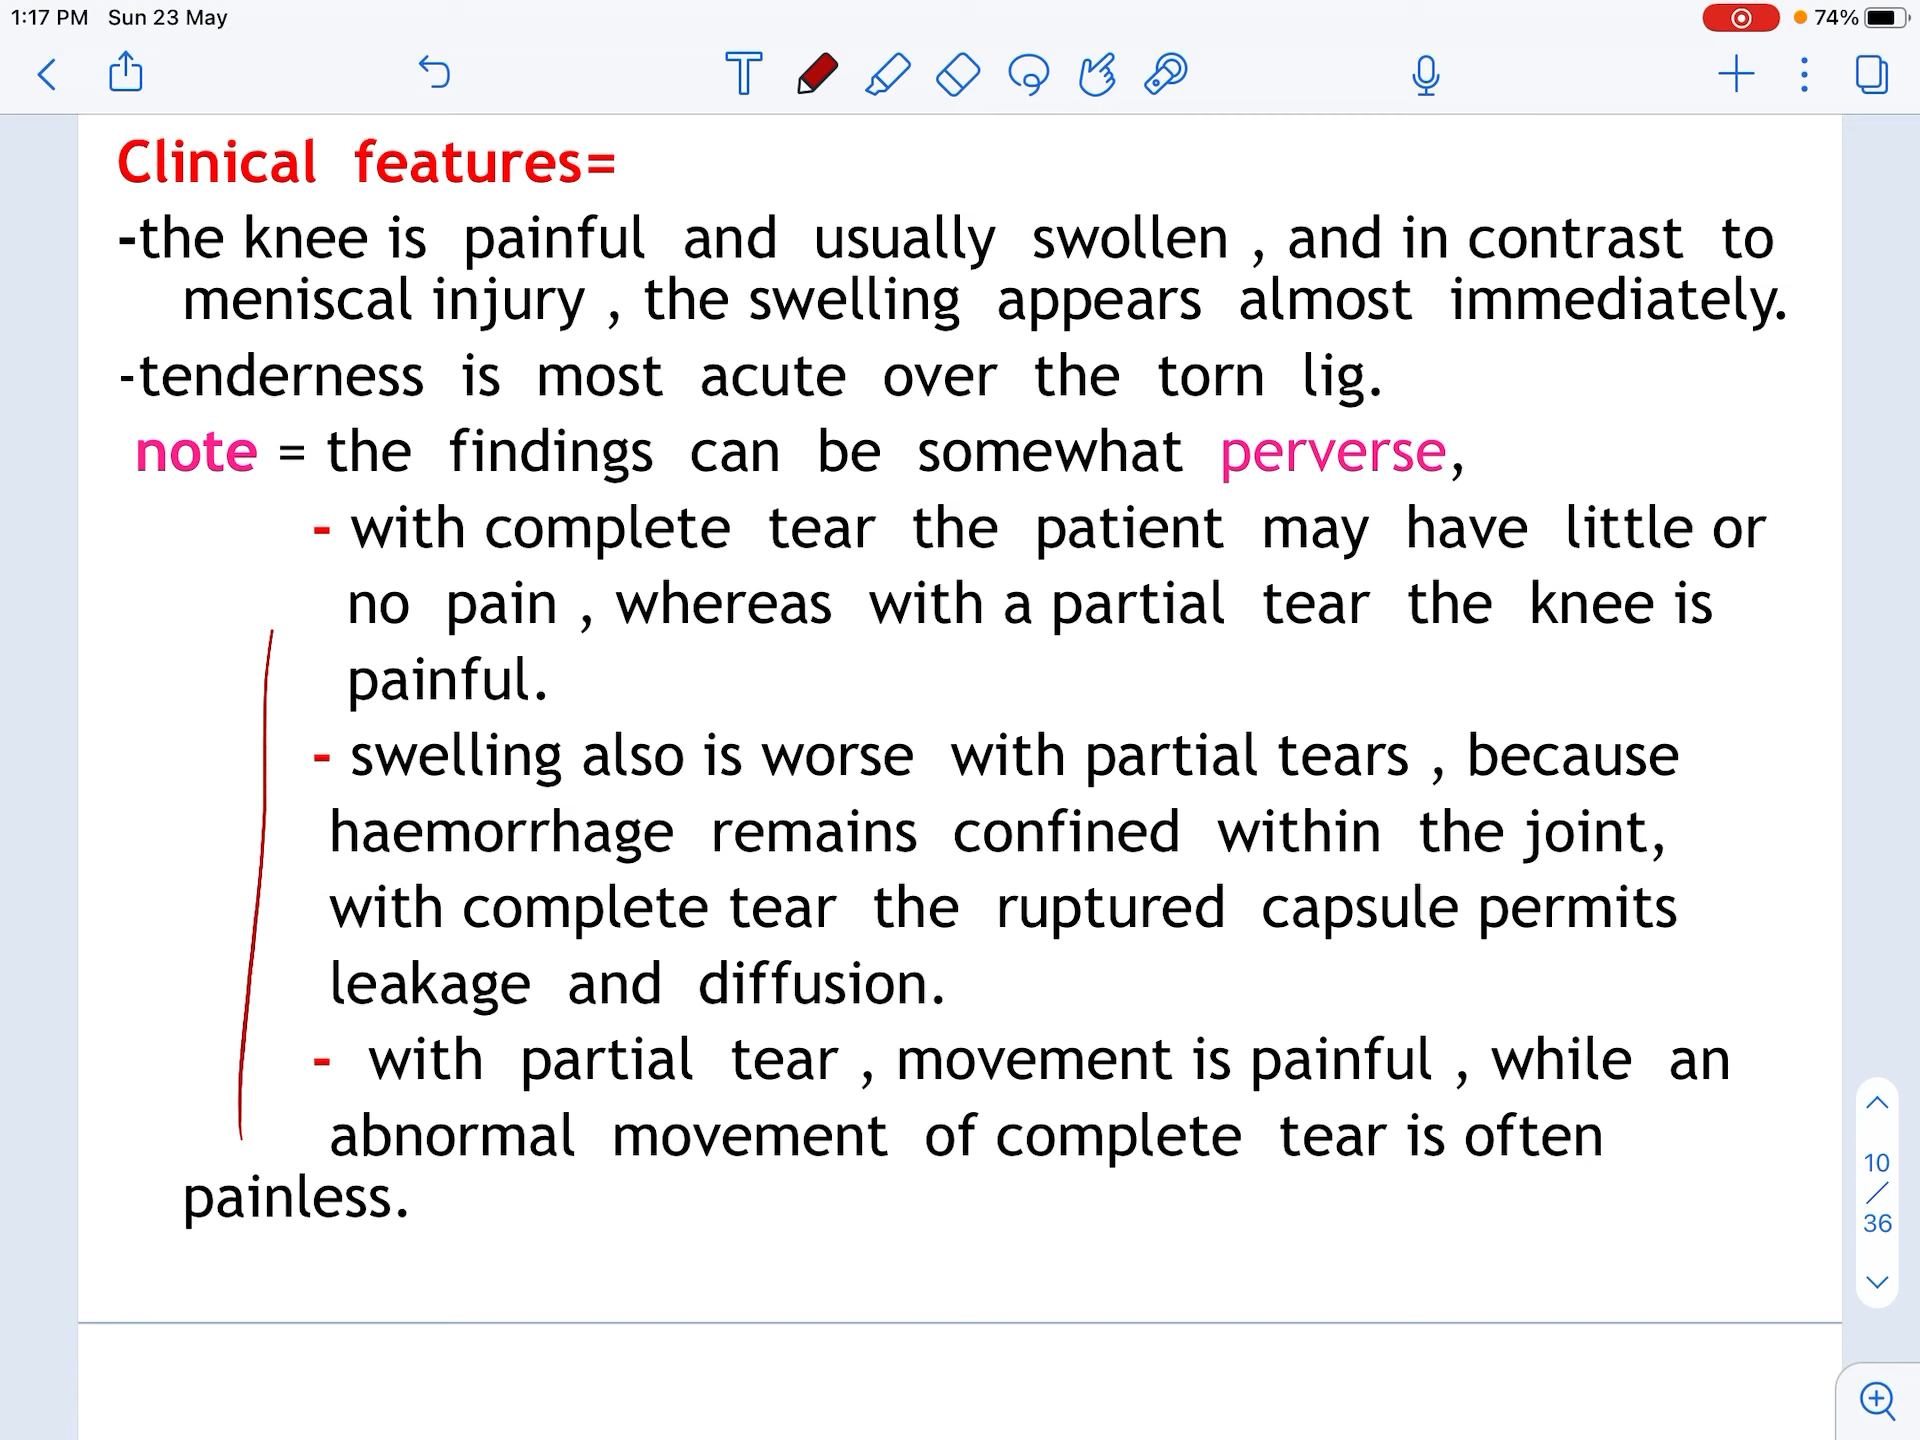 1:17 PM Sun 23 May
74%
T
Clinical features=
-the knee is painful and usually swollen , and in contrast to
meniscal injury , the swelling appears almost immediately.
-tenderness is most acute over the torn lig.
note = the findings can be somewhat perverse,
- with complete tear the patient may have little or
no pain , whereas with a partial tear the knee is
painful.
- swelling also is worse with partial tears , because
haemorrhage remains confined within the joint,
with complete tear the ruptured capsule permits
leakage and diffusion.
- with partial tear , movement is painful , while an
abnormal movement of complete tear is often
painless.
10
/
36